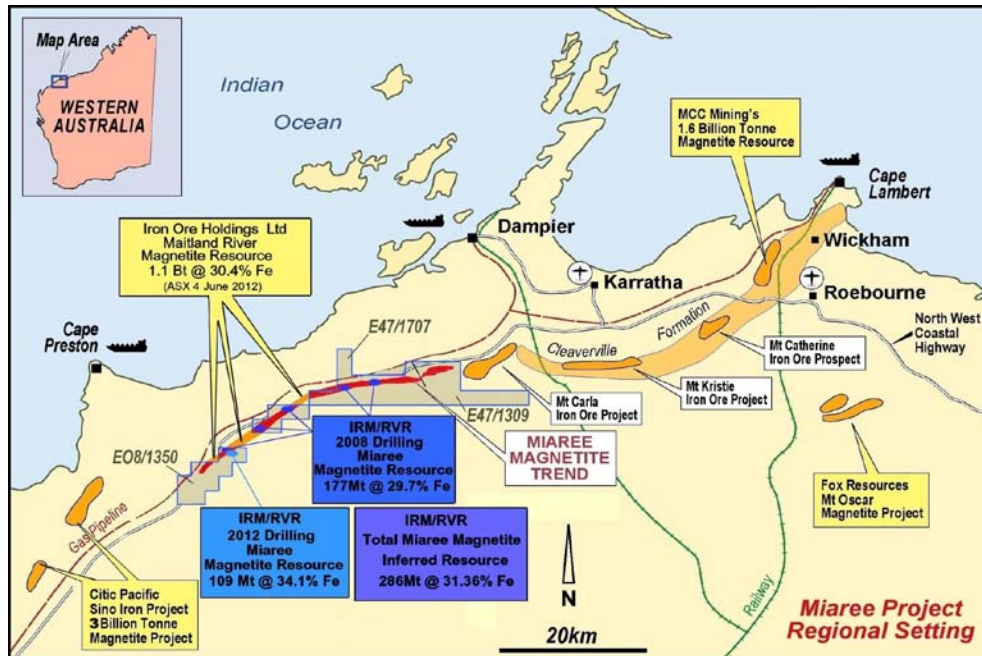 Map Area
WESTERN
AUSTRALIA
Indian
Ocean
MCC Mining's
1.6 Billion Tonne
Magnetite Resource
Cape
Lambert
Iron Ore Holdings Ltd
Maitland River
Magnetite Resource
1.1 Bt @ 30.4% Fe
(ASX 4 June 2012)
Dampier
Wickham
Karratha
Roebourne
North West
Coastal
Highway
Cape
Preston
E47/1707
Cleaverville
Formation
Mt Catherine
Iron Ore Prospect
Mt Kristie
Iron Ore Project
Mt Carla
Iron Ore Project
E47/1309
EO8/1350
IRM/RVR
2008 Drilling
Miaree
Magnetite Resource
177Mt @ 29.7% Fe
MIAREE
MAGNETITE
TREND
Fox Resources
Mt Oscar
Magnetite Project
Gas Pipeline
IRM/RVR
2012 Drilling
Miaree
Magnetite Resource
109 Mt @ 34.1% Fe
IRM/RVR
Total Miaree Magnetite
Inferred Resource
286Mt @ 31.36% Fe
Citic Pacific
Sino Iron Project
3 Billion Tonne
Magnetite Project
N
20km
Railway
Miaree Project
Regional Setting